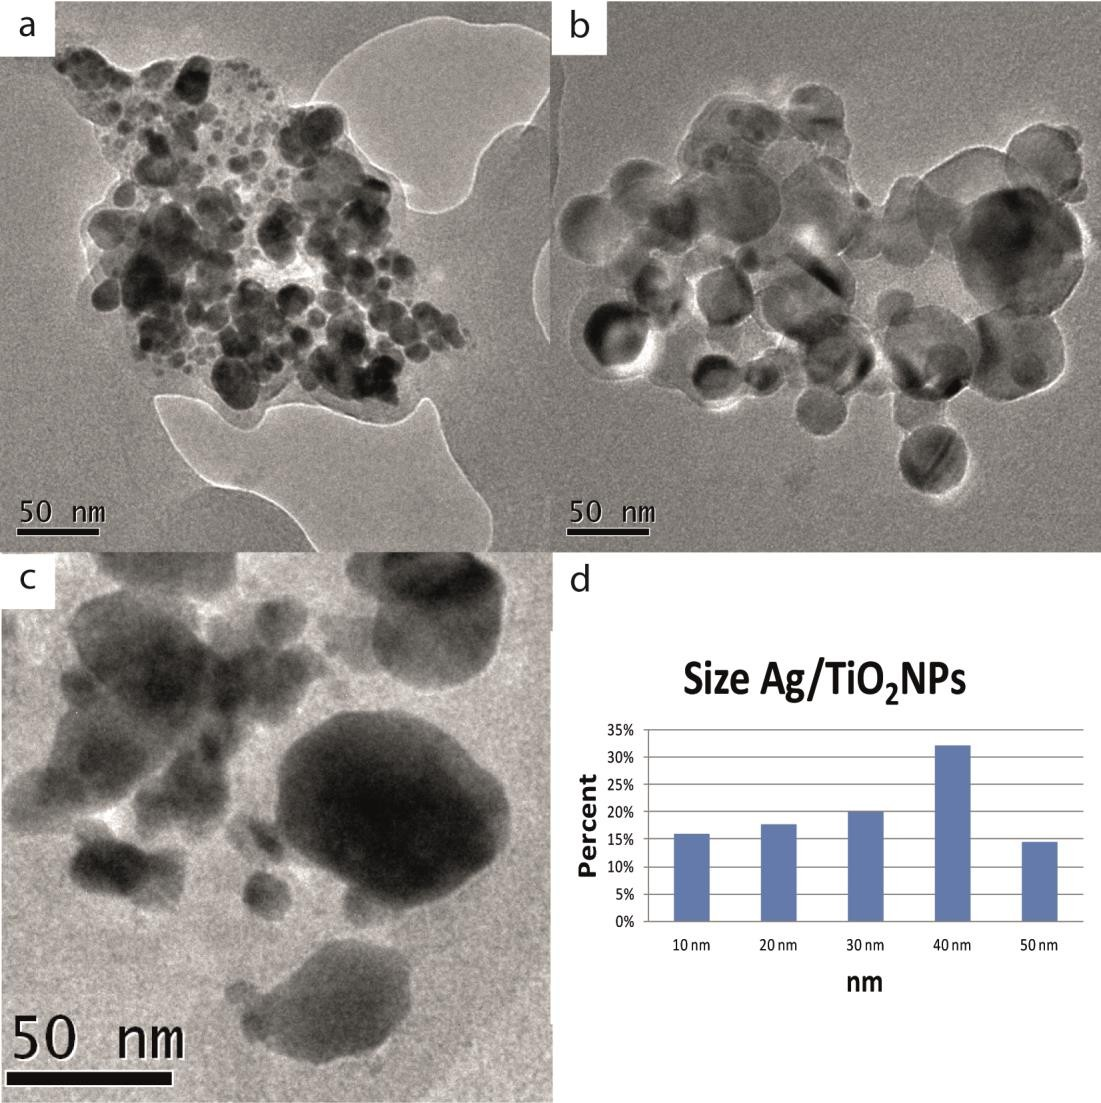 a
b
50 nm
50 nm
c
d
50 nm
Size Ag/TiO₂NPs
35%
30%
25%
20%
15%
10%
5%
0%
Percent
10 nm
20 nm
30 nm
40 nm
50 nm
nm